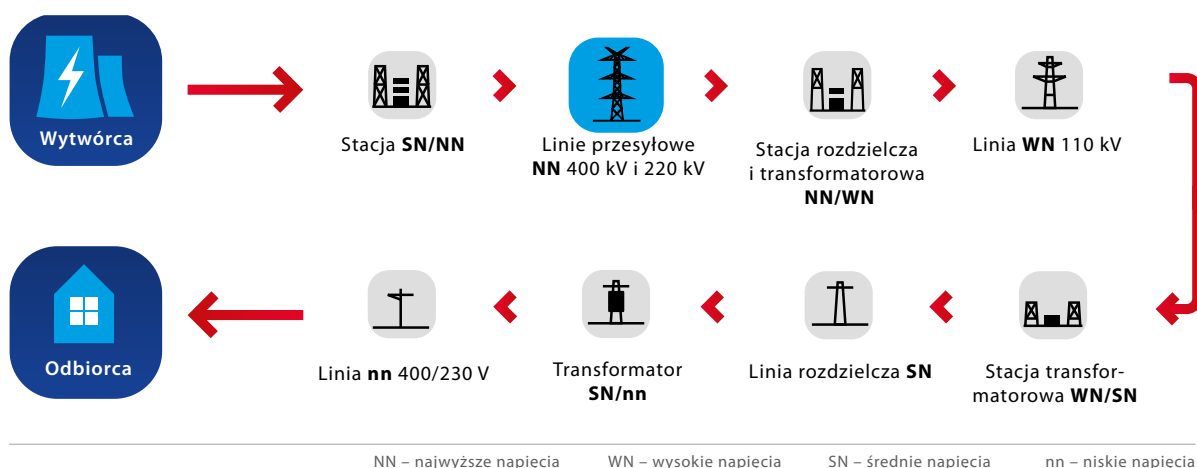 Wytwórca
Stacja SN/NN
Linie przesyłowe
NN 400 kV i 220 kV
Stacja rozdzielcza
i transformatorowa
NN/WN
Linia WN 110 kV
Odbiorca
Linia nn 400/230 V
Transformator
SN/nn
Linia rozdzielcza SN
Stacja transfor-
matorowa WN/SN
NN – najwyższe napięcia WN – wysokie napięcia SN – średnie napięcia nn – niskie napięcia